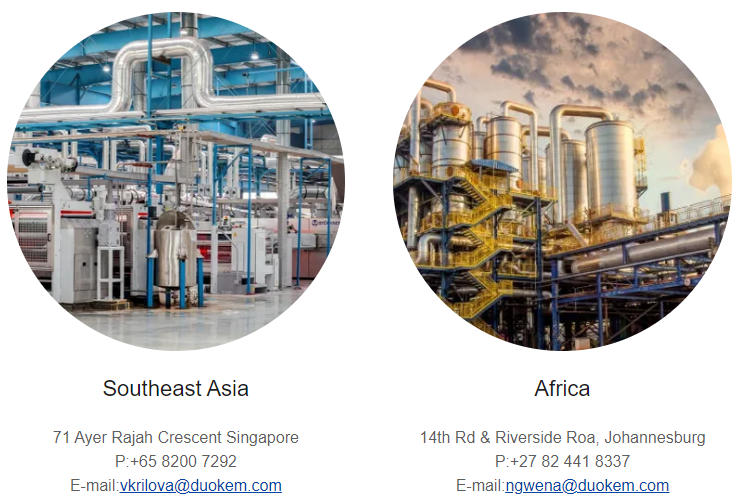 Southeast Asia
71 Ayer Rajah Crescent Singapore
P:+65 8200 7292
E-mail:vkrilova@duokem.com
Africa
14th Rd & Riverside Roa, Johannesburg
P:+27 82 441 8337
E-mail:ngwena@duokem.com